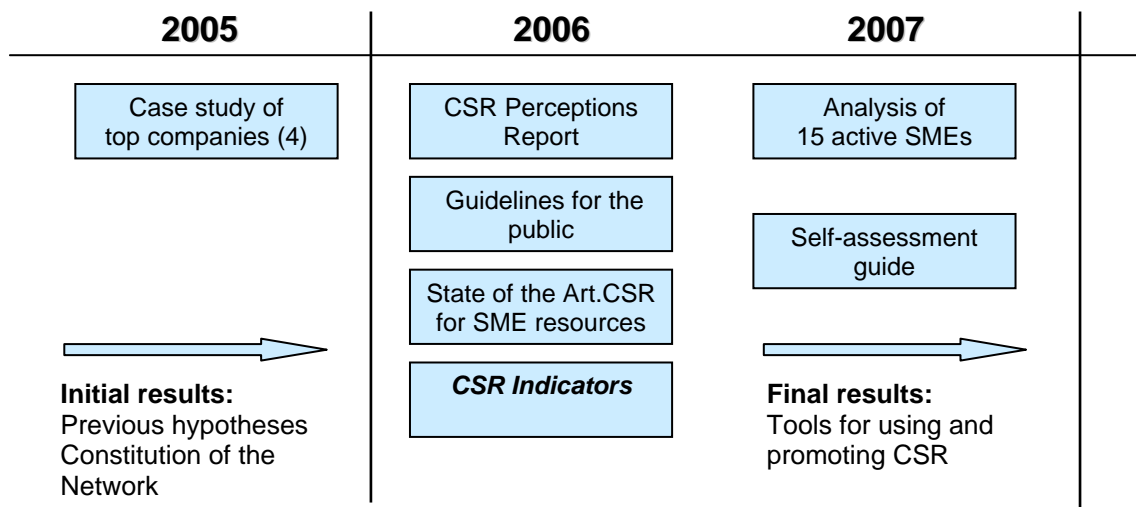 2005
2006
2007
Case study of
top companies (4)
CSR Perceptions
Report
Analysis of
15 active SMEs
Guidelines for the
public
Self-assessment
guide
State of the Art.CSR
for SME resources
CSR Indicators
Initial results:
Previous hypotheses
Constitution of the
Network
Final results:
Tools for using and
promoting CSR